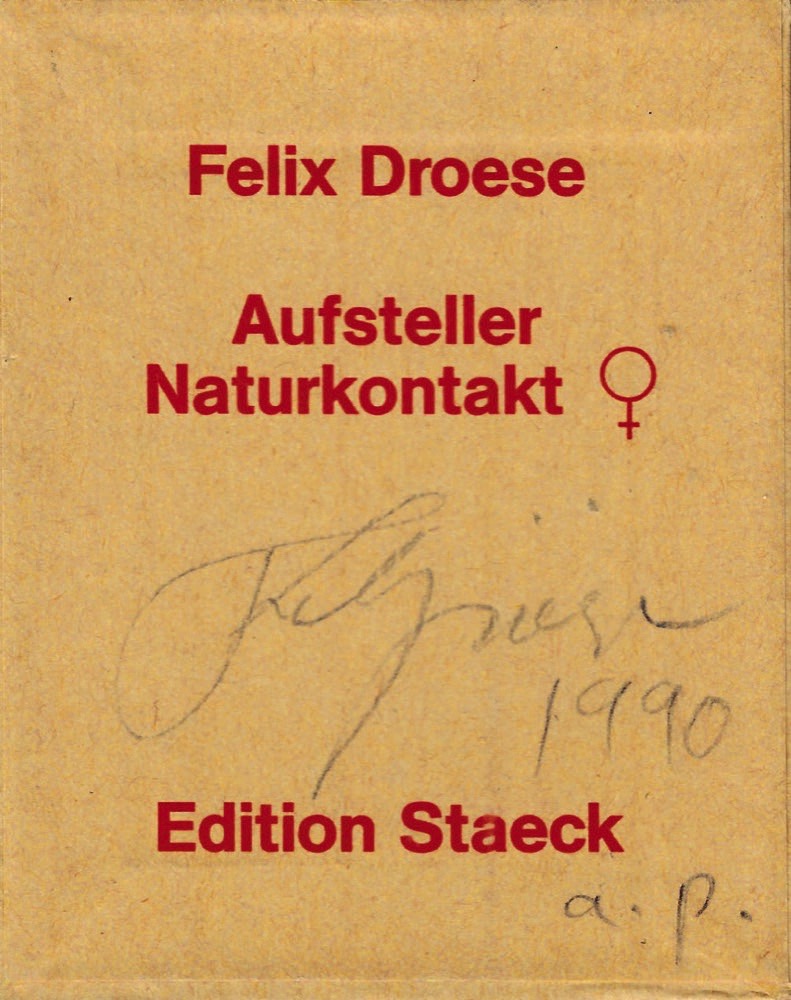 Felix Droese
Aufsteller
Naturkontakt ♀
1990
Edition Staeck
a. p.